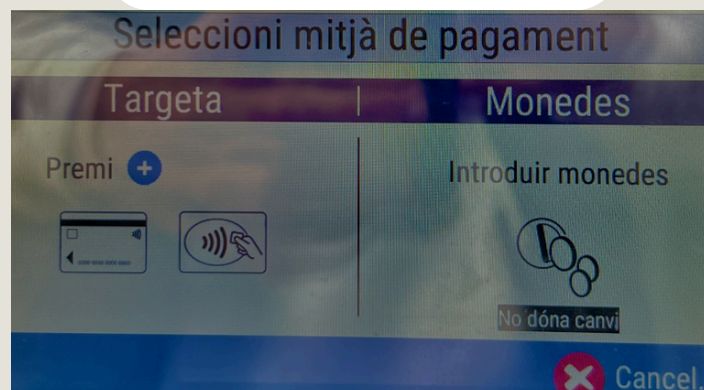 Seleccioni mitjà de pagament
Targeta | Monedes
Premi +
Introduir monedes
No dóna canvi
Cancel.